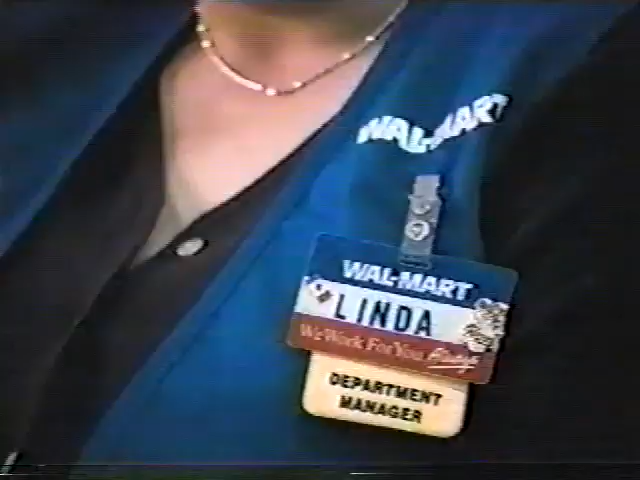 WAL-MART
WAL-MART
LINDA
We Work For You Always
DEPARTMENT
MANAGER